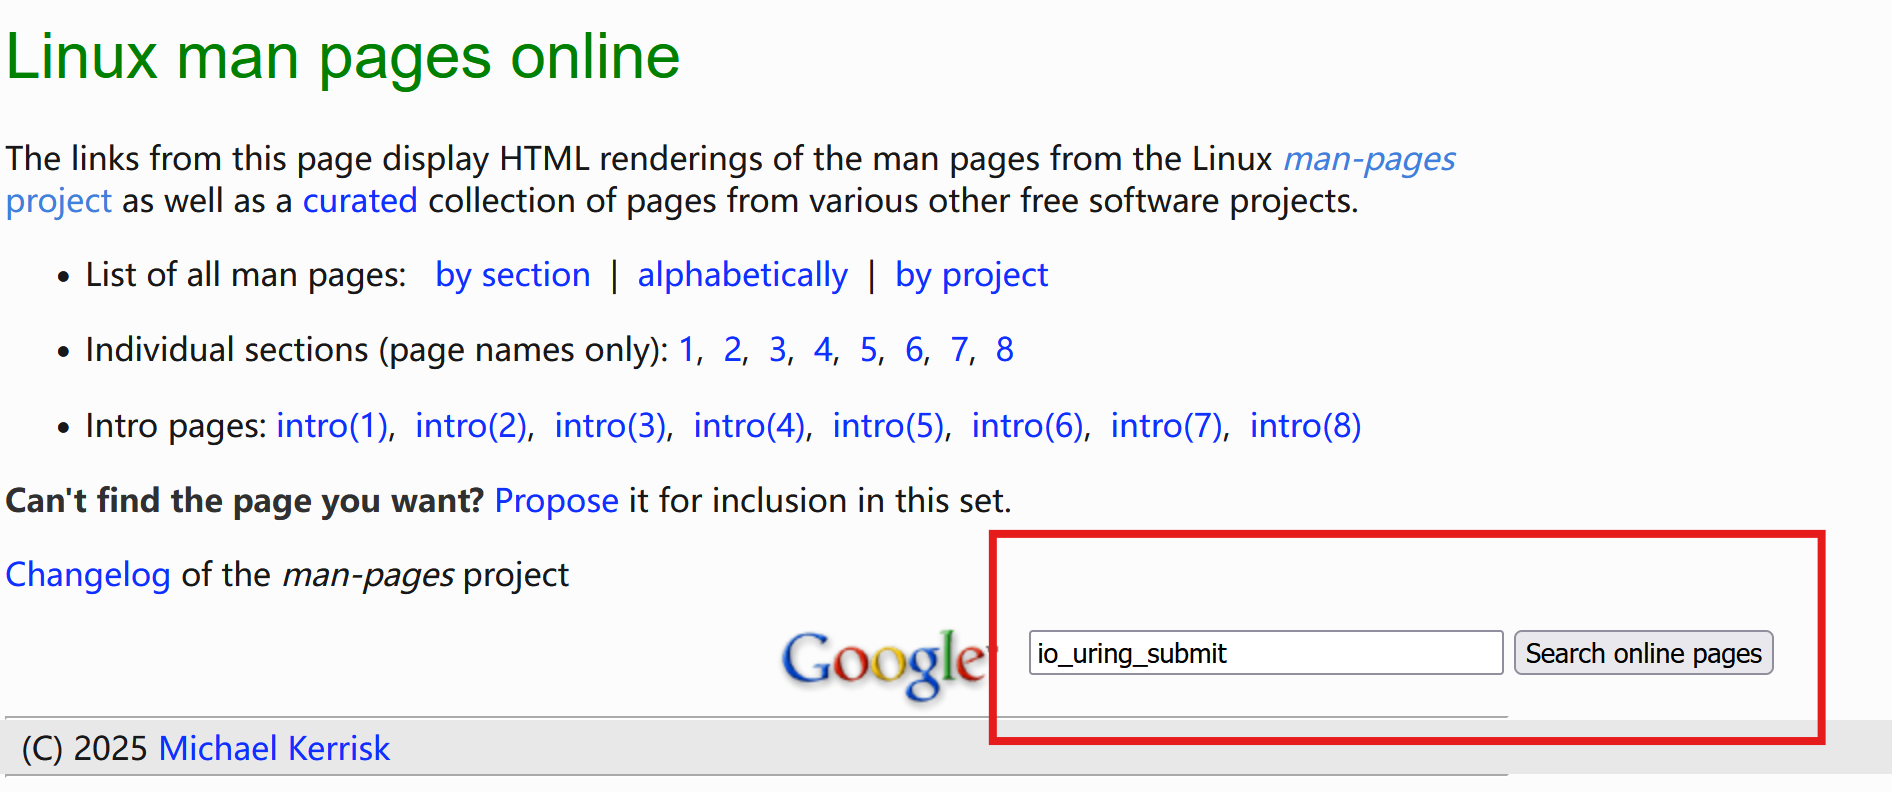 Linux man pages online
The links from this page display HTML renderings of the man pages from the Linux man-pages
project as well as a curated collection of pages from various other free software projects.
• List of all man pages: by section | alphabetically | by project
• Individual sections (page names only): 1, 2, 3, 4, 5, 6, 7, 8
• Intro pages: intro(1), intro(2), intro(3), intro(4), intro(5), intro(6), intro(7), intro(8)
Can't find the page you want? Propose it for inclusion in this set.
Changelog of the man-pages project
Google io_uring_submit Search online pages
(C) 2025 Michael Kerrisk